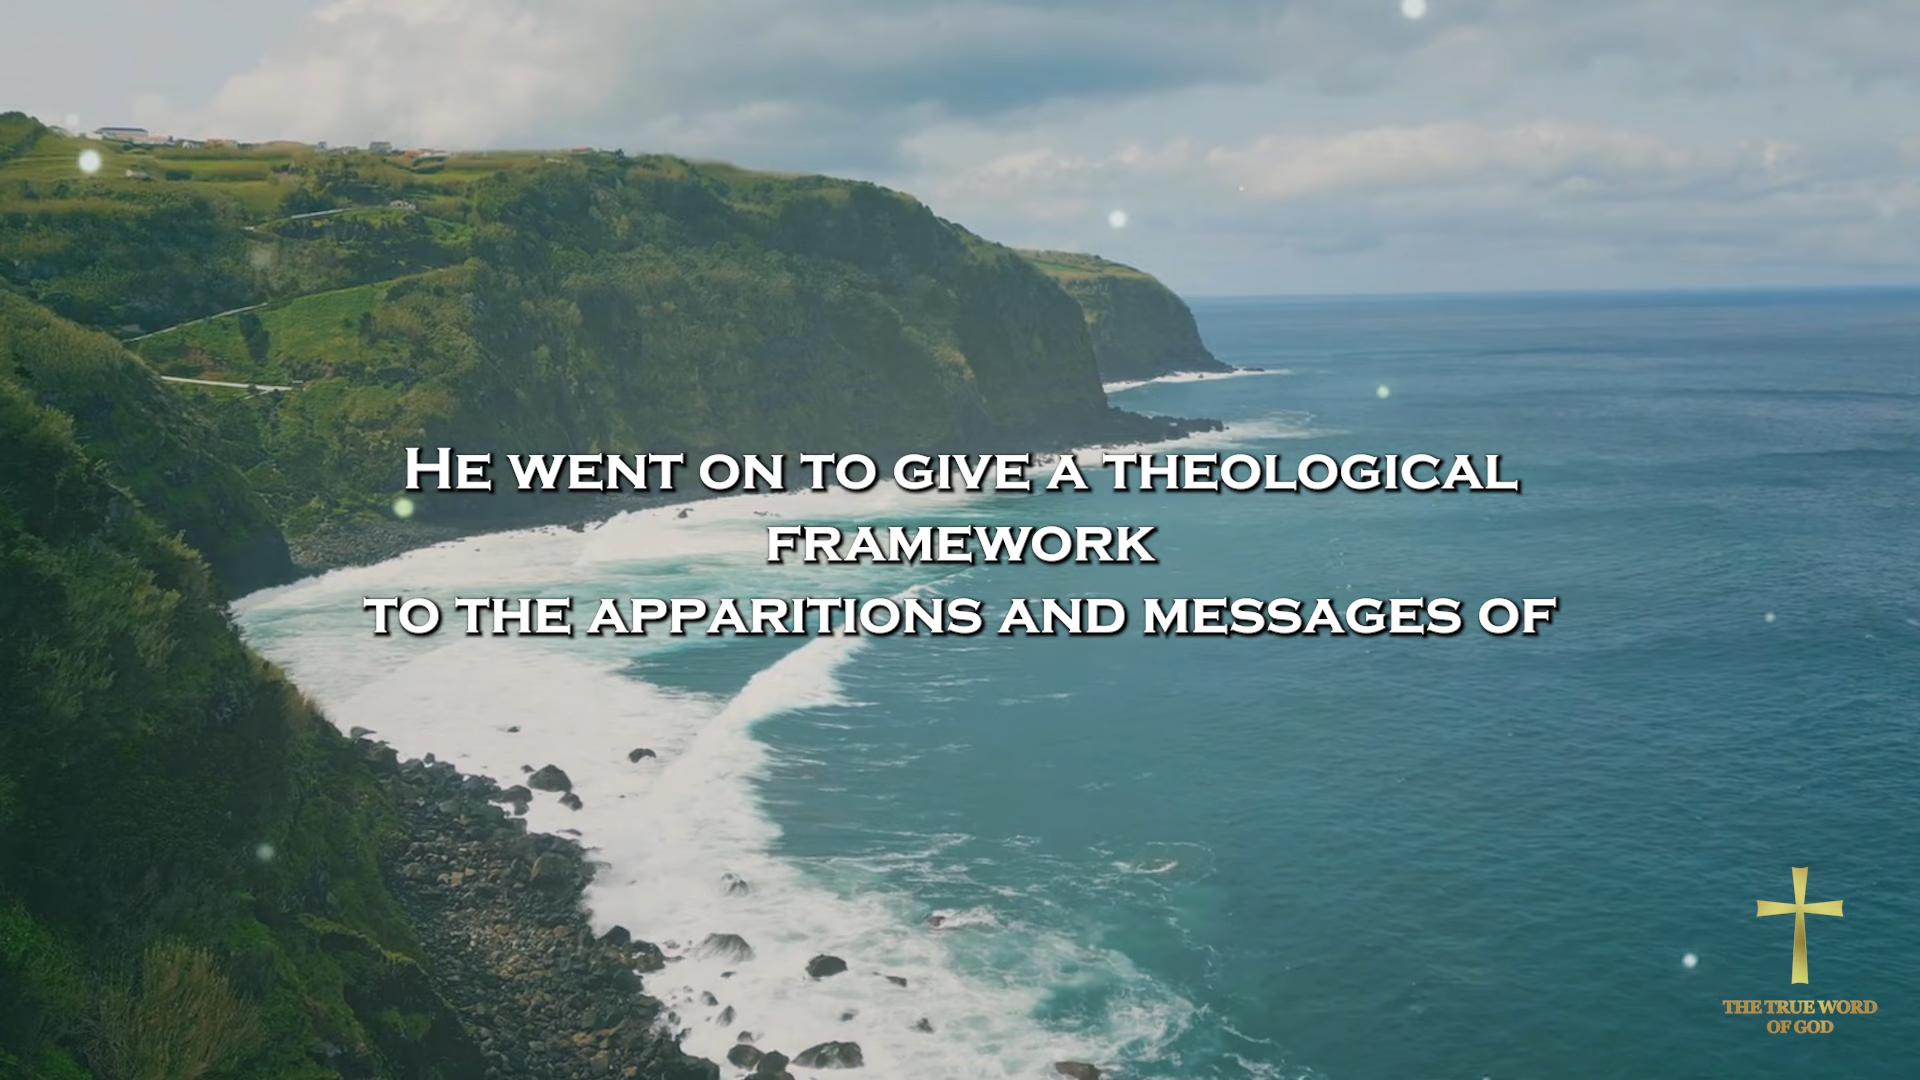 He went on to give a theological
framework
to the apparitions and messages of
THE TRUE WORD
OF GOD